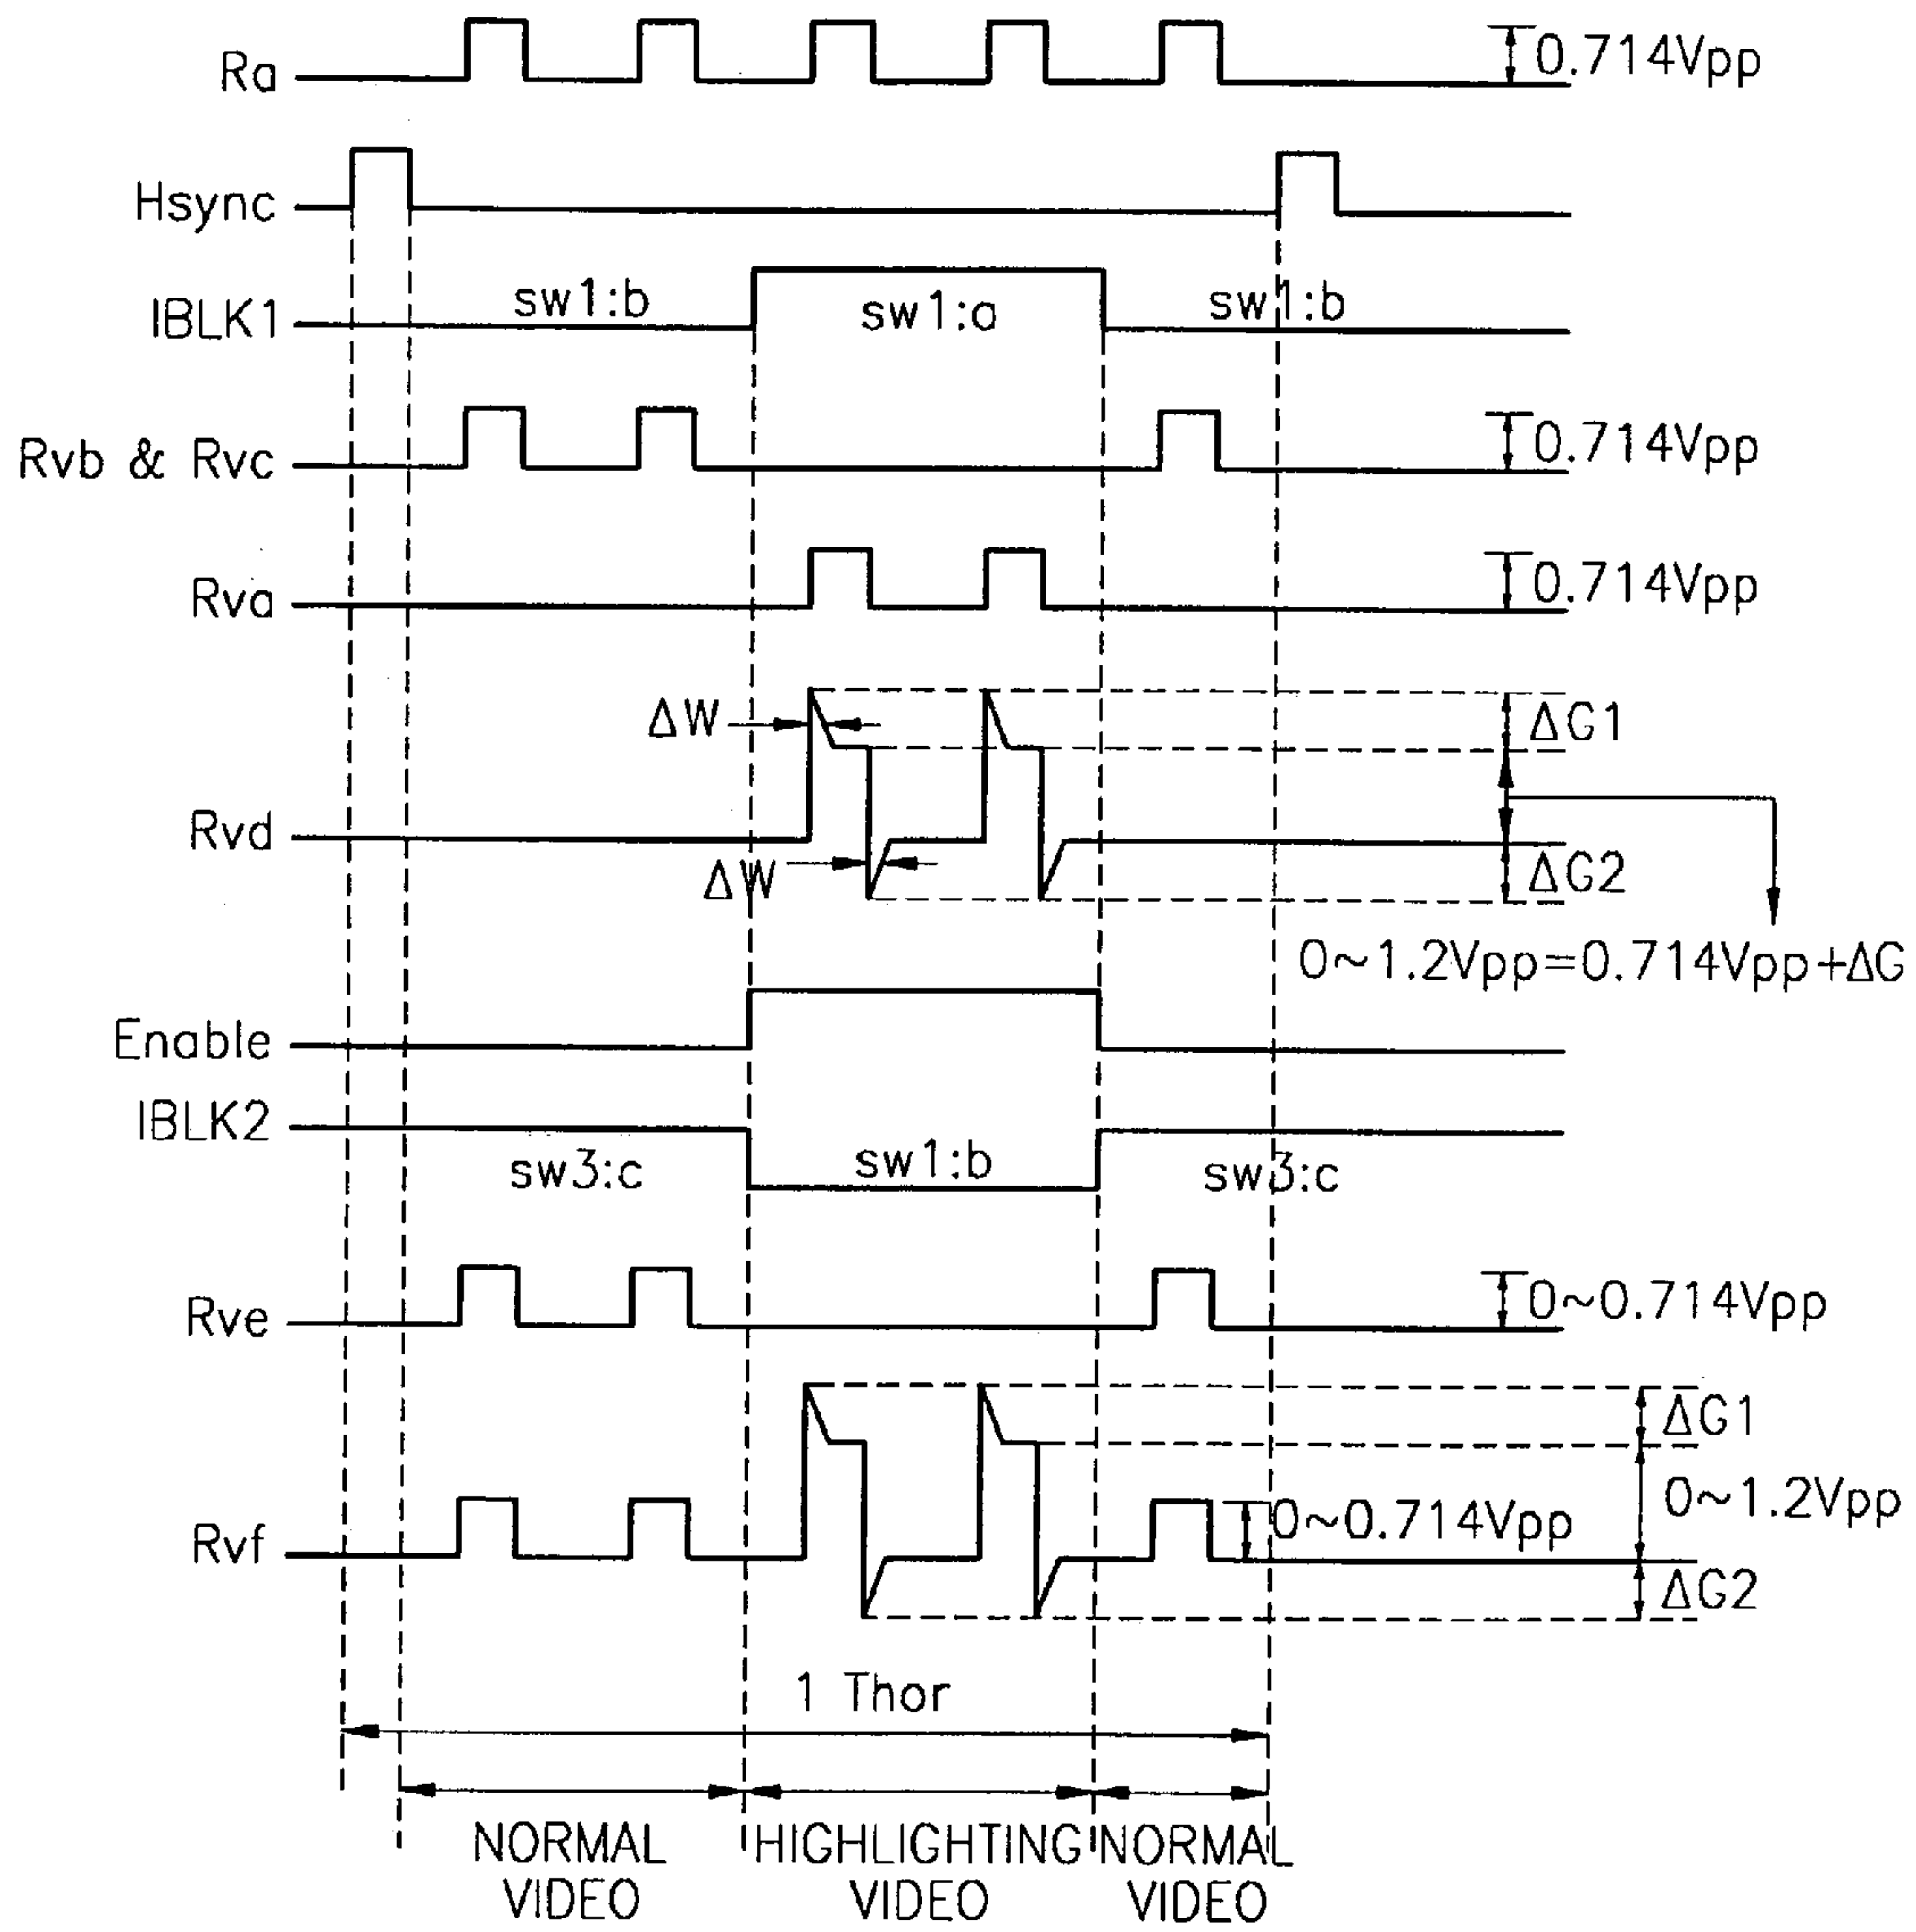 Ra
0.714Vpp
Hsync
IBLK1
sw1:b
sw1:a
sw1:b
Rvb & Rvc
0.714Vpp
Rva
0.714Vpp
ΔW
ΔG1
Rvd
ΔW
ΔG2
0~1.2Vpp=0.714Vpp+ΔG
Enable
IBLK2
sw3:c
sw1:b
sw3:c
Rve
0~0.714Vpp
ΔG1
0~1.2Vpp
Rvf
0~0.714Vpp
ΔG2
1 Thor
NORMAL
VIDEO
HIGHLIGHTING
VIDEO
NORMAL
VIDEO